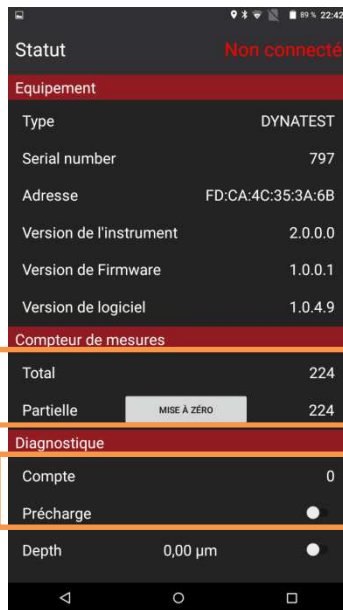 89 % 22:42
Statut Non connecté
Equipement
Type DYNATEST
Serial number 797
Adresse FD:CA:4C:35:3A:6B
Version de l'instrument 2.0.0.0
Version de Firmware 1.0.0.1
Version de logiciel 1.0.4.9
Compteur de mesures
Total 224
Partielle MISE À ZÉRO 224
Diagnostique
Compte 0
Précharge
Depth 0,00 µm